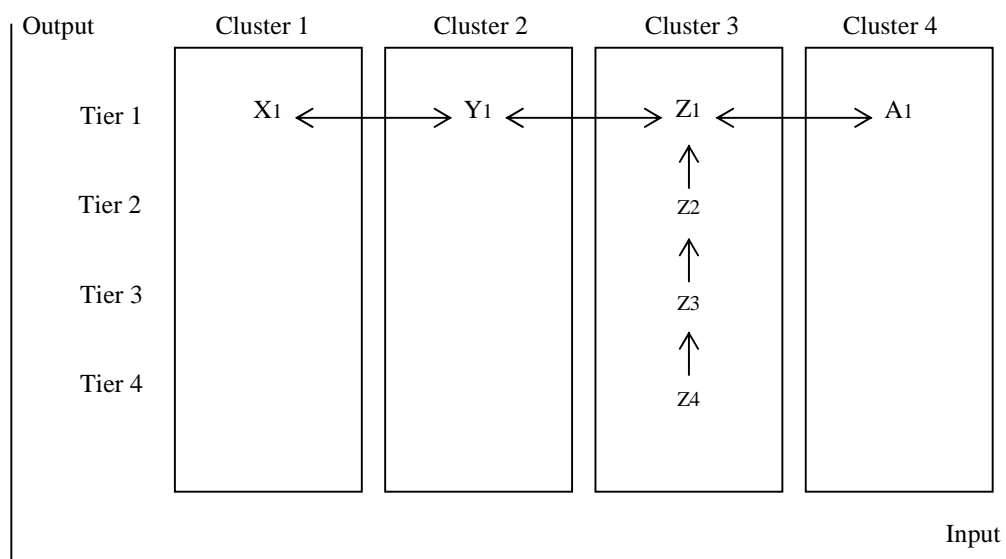 Output Cluster 1 Cluster 2 Cluster 3 Cluster 4
Tier 1 X1 Y1 Z1 A1
Tier 2 Z2
Tier 3 Z3
Tier 4 Z4
Input